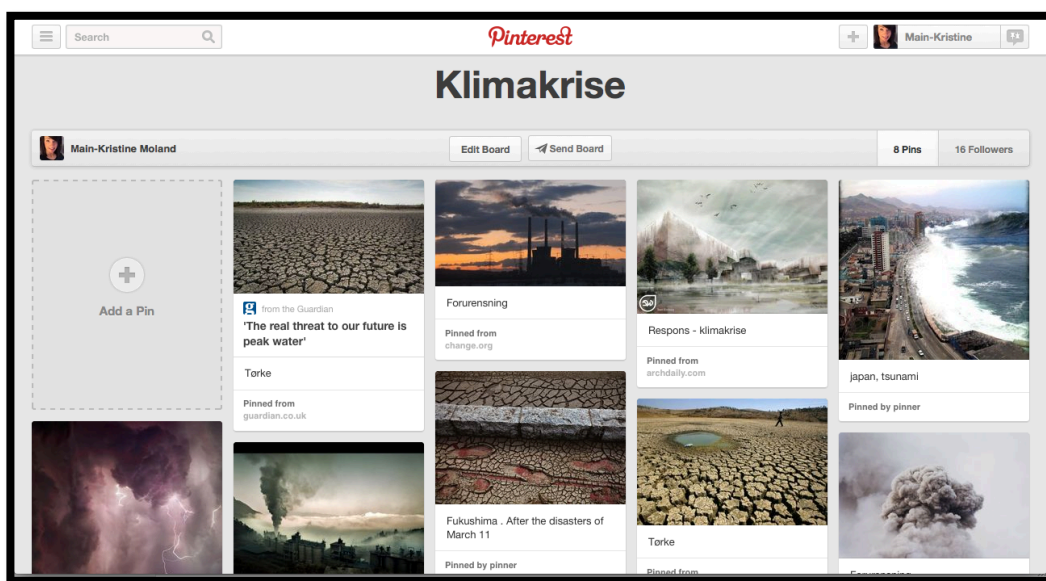 Search
Pinterest
Main-Kristine
Klimakrise
Main-Kristine Moland
Edit Board
Send Board
8 Pins
16 Followers
Add a Pin
from the Guardian
'The real threat to our future is
peak water'
Tørke
Pinned from
guardian.co.uk
Forurensning
Pinned from
change.org
Fukushima . After the disasters of
March 11
Pinned by pinner
Respons - klimakrise
Pinned from
archdaily.com
Tørke
Pinned from
japan, tsunami
Pinned by pinner
Forurensning